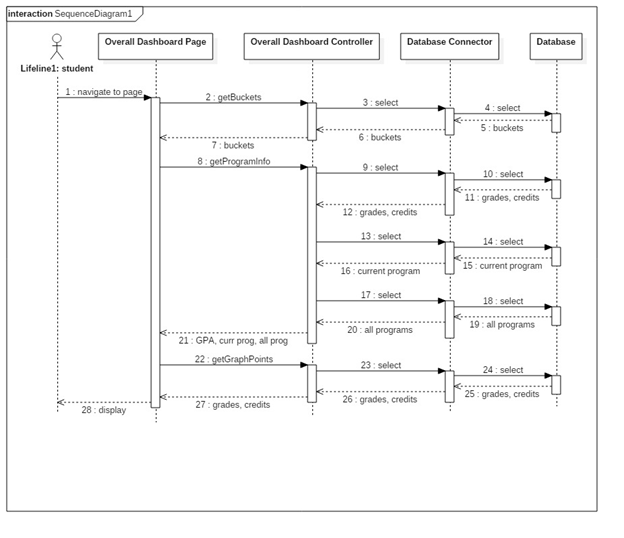 interaction SequenceDiagram1
Overall Dashboard Page
Overall Dashboard Controller
Database Connector
Database
Lifeline1: student
1 : navigate to page
2 : getBuckets
3 : select
4 : select
5 : buckets
6 : buckets
7 : buckets
8 : getProgramInfo
9 : select
10 : select
11 : grades, credits
12 : grades, credits
13 : select
14 : select
15 : current program
16 : current program
17 : select
18 : select
19 : all programs
20 : all programs
21 : GPA, curr prog, all prog
22 : getGraphPoints
23 : select
24 : select
25 : grades, credits
26 : grades, credits
27 : grades, credits
28 : display